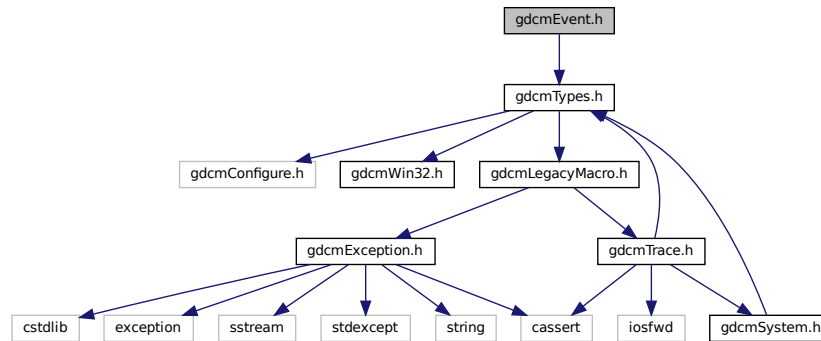 gdcmEvent.h
gdcmTypes.h
gdcmConfigure.h
gdcmWin32.h
gdcmLegacyMacro.h
gdcmException.h
gdcmTrace.h
cstdlib
exception
sstream
stdexcept
string
cassert
iosfwd
gdcmSystem.h